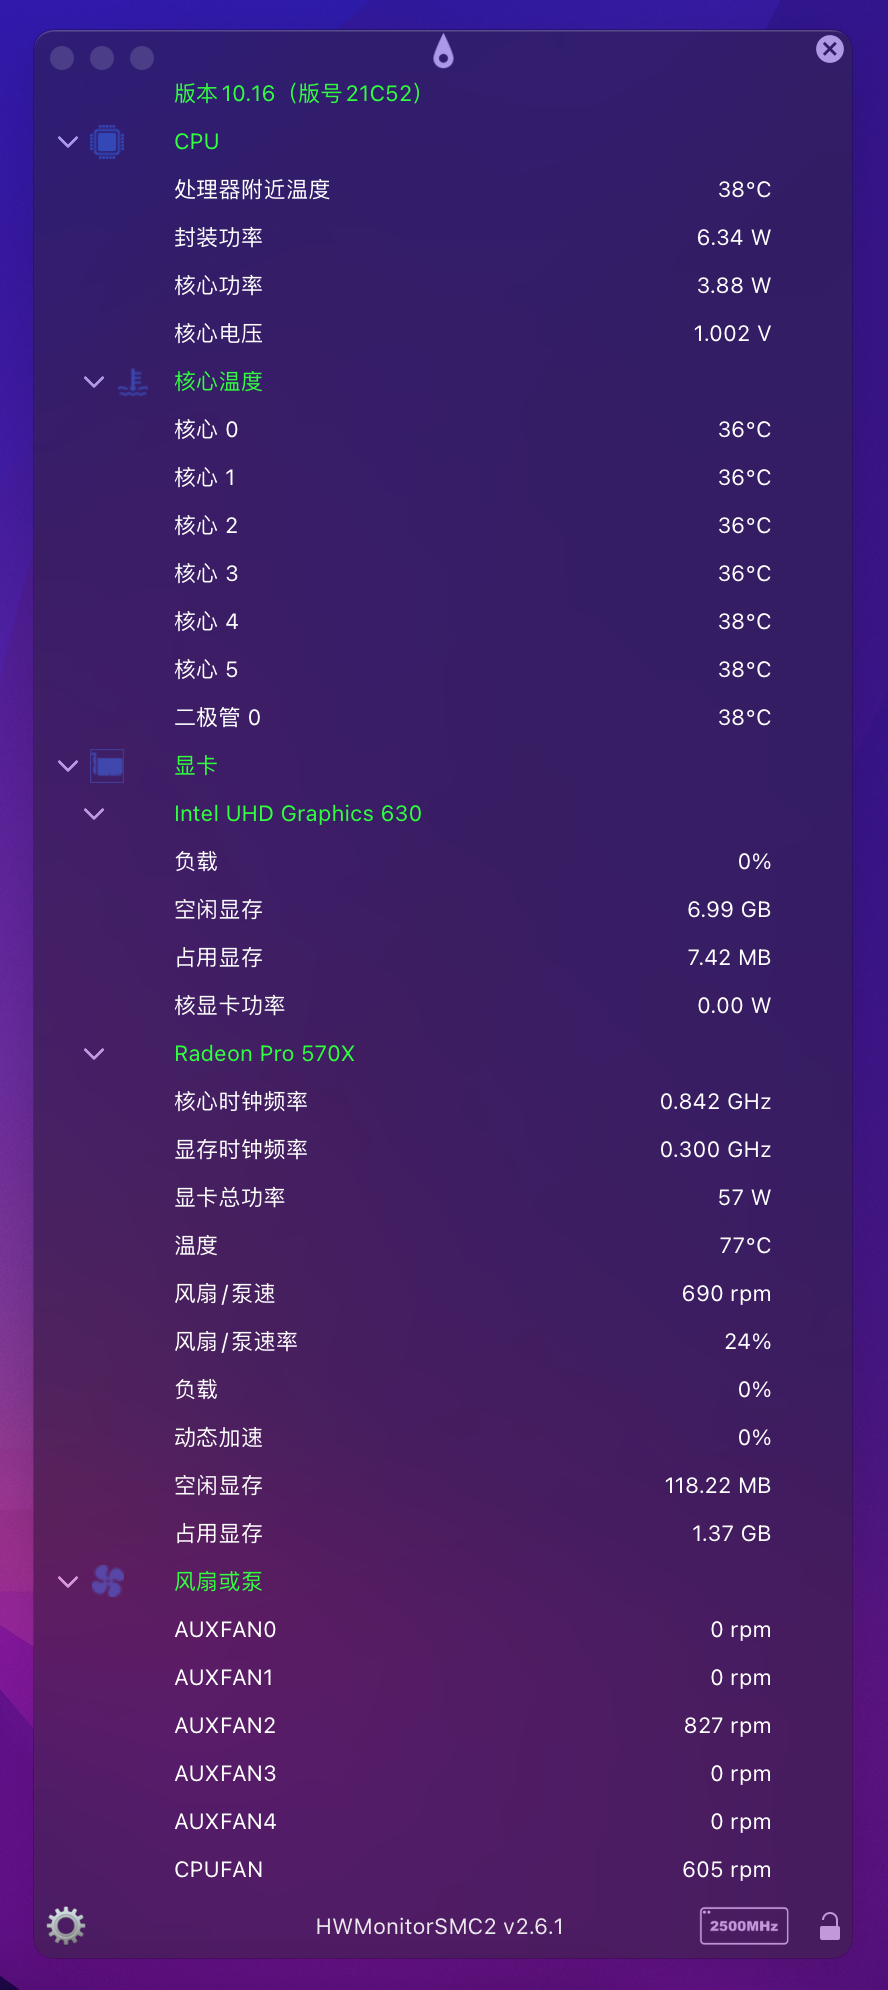 版本 10.16（版号 21C52）
CPU
处理器附近温度 38°C
封装功率 6.34 W
核心功率 3.88 W
核心电压 1.002 V
核心温度
核心 0 36°C
核心 1 36°C
核心 2 36°C
核心 3 36°C
核心 4 38°C
核心 5 38°C
二极管 0 38°C
显卡
Intel UHD Graphics 630
负载 0%
空闲显存 6.99 GB
占用显存 7.42 MB
核显卡功率 0.00 W
Radeon Pro 570X
核心时钟频率 0.842 GHz
显存时钟频率 0.300 GHz
显卡总功率 57 W
温度 77°C
风扇/泵速 690 rpm
风扇/泵速率 24%
负载 0%
动态加速 0%
空闲显存 118.22 MB
占用显存 1.37 GB
风扇或泵
AUXFAN0 0 rpm
AUXFAN1 0 rpm
AUXFAN2 827 rpm
AUXFAN3 0 rpm
AUXFAN4 0 rpm
CPUFAN 605 rpm
HWMonitorSMC2 v2.6.1 2500MHz